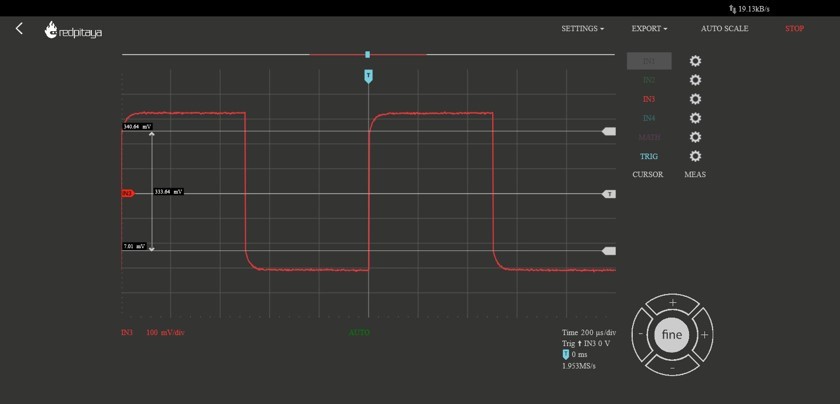 19.13kB/s
redpitaya
SETTINGS
EXPORT
AUTO SCALE
STOP
T
IN1
IN2
IN3
IN4
MATH
TRIG
CURSOR
MEAS
340.64 mV
IN3
333.64 mV
T
7.01 mV
IN3 100 mV/div
AUTO
Time 200 µs/div
Trig IN3 0 V
T 0 ms
1.953MS/s
+
-
fine
+
-